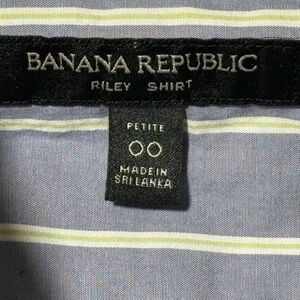 BANANA REPUBLIC
RILEY SHIRT
PETITE
00
MADE IN
SRI LANKA